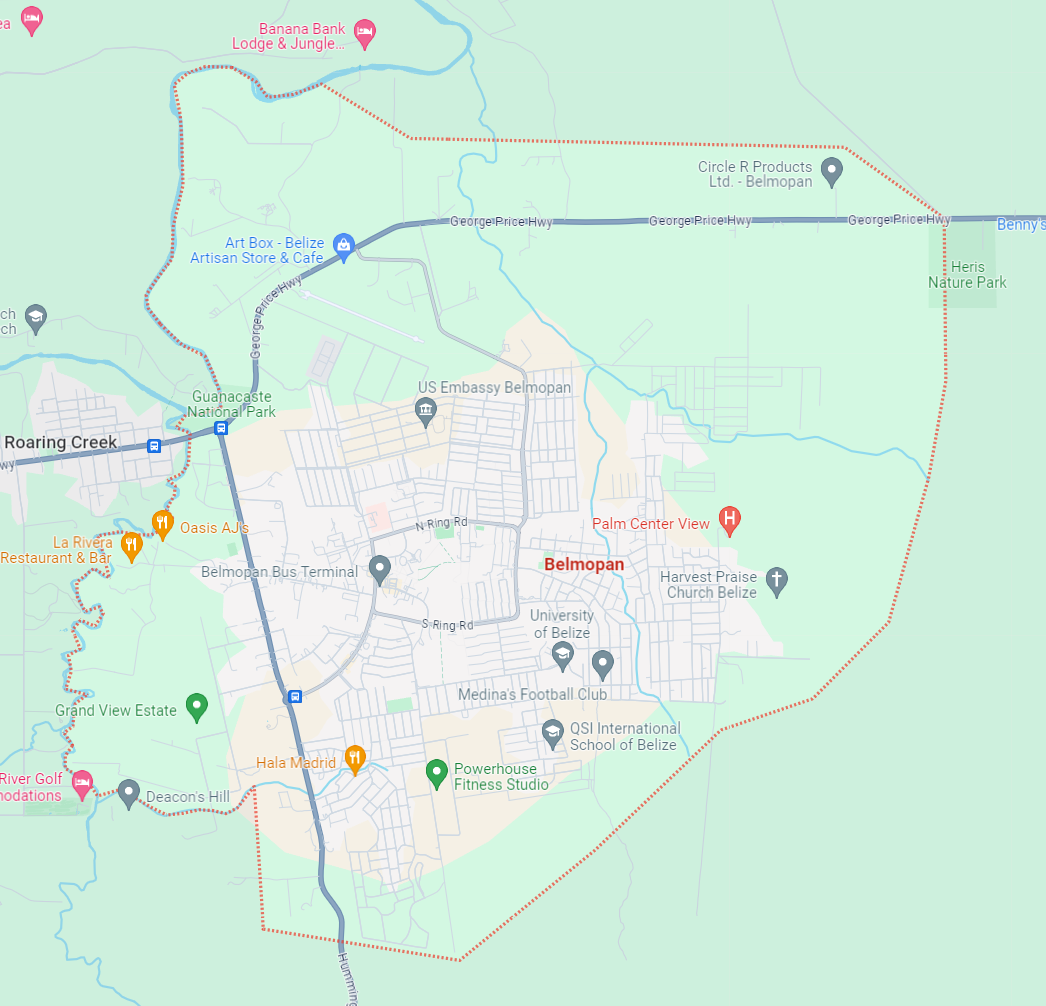 ea
Banana Bank
Lodge & Jungle...
Circle R Products
Ltd. - Belmopan
George Price Hwy
George Price Hwy
George Price Hwy
Benny's
Art Box - Belize
Artisan Store & Cafe
Heris
Nature Park
George Price Hwy
ch
ech
US Embassy Belmopan
Guanacaste
National Park
Roaring Creek
wy
N Ring Rd
Palm Center View
Oasis AJ's
La Rivera
Restaurant & Bar
Belmopan
Belmopan Bus Terminal
Harvest Praise
Church Belize
University
of Belize
S Ring Rd
Medina's Football Club
Grand View Estate
QSI International
School of Belize
Hala Madrid
Powerhouse
Fitness Studio
River Golf
modations
Deacon's Hill
Humming